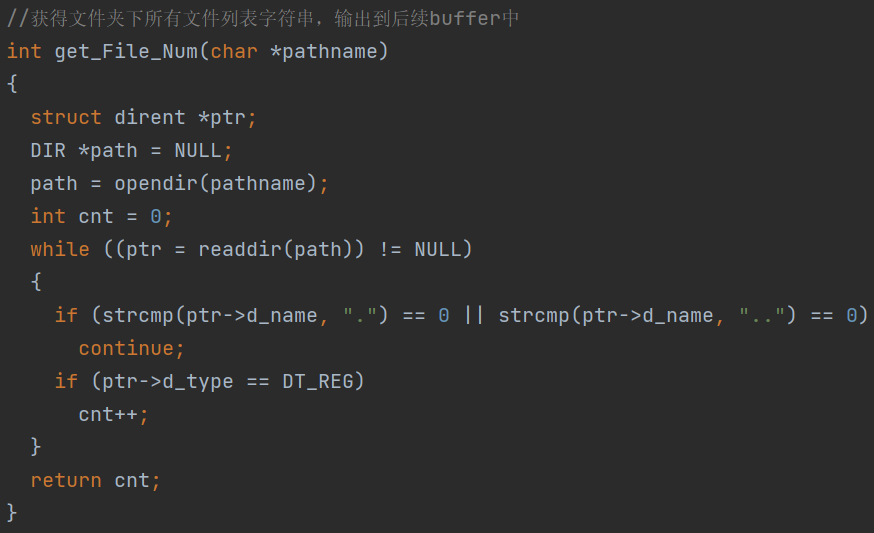 //获得文件夹下所有文件列表字符串，输出到后续buffer中
int get_File_Num(char *pathname)
{
  struct dirent *ptr;
  DIR *path = NULL;
  path = opendir(pathname);
  int cnt = 0;
  while ((ptr = readdir(path)) != NULL)
  {
    if (strcmp(ptr->d_name, ".") == 0 || strcmp(ptr->d_name, "..") == 0)
      continue;
    if (ptr->d_type == DT_REG)
      cnt++;
  }
  return cnt;
}